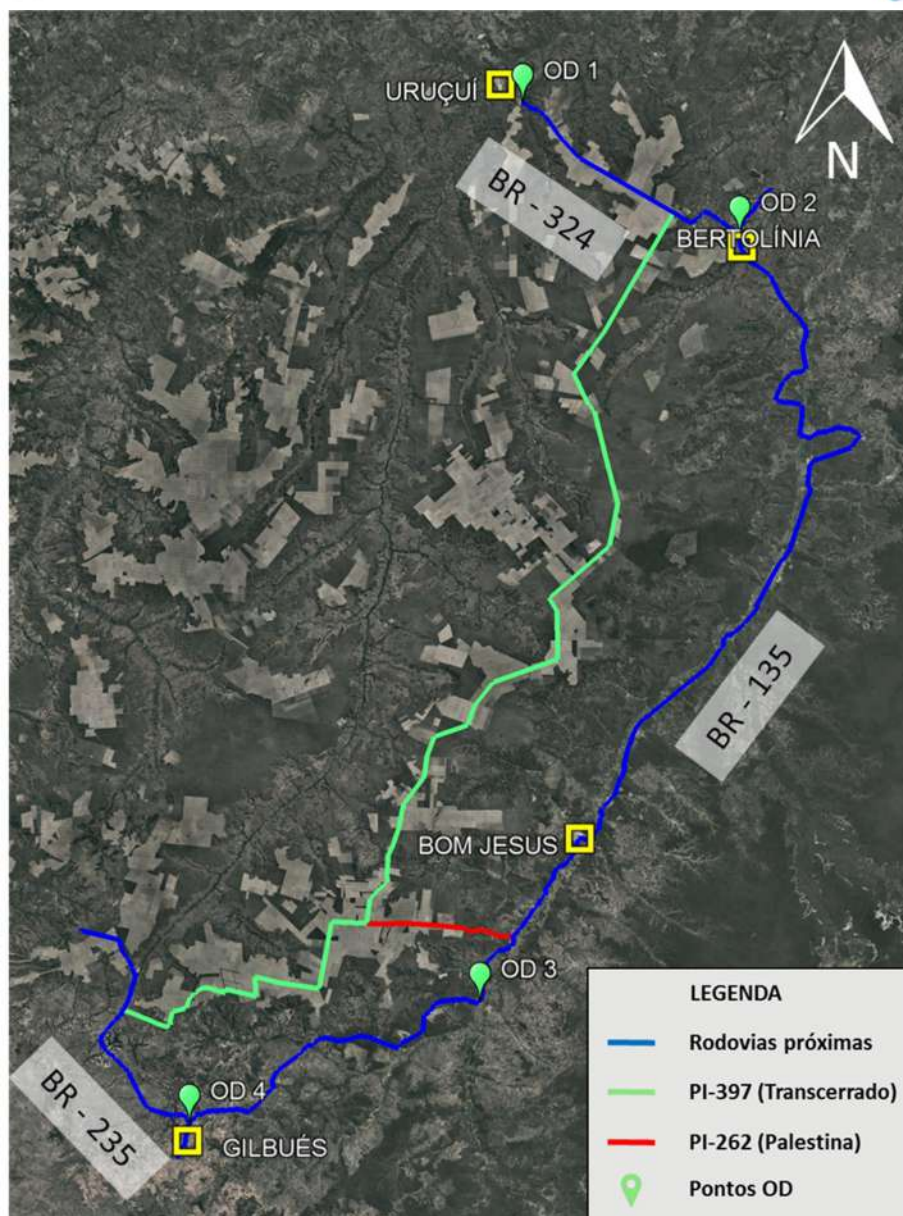 OD 1
URUÇUÍ
N
BR - 324
OD 2
BERTOLÍNIA
BR - 135
BOM JESUS
OD 3
OD 4
BR - 235
GILBUÉS
LEGENDA
Rodovias próximas
PI-397 (Transcerrado)
PI-262 (Palestina)
Pontos OD